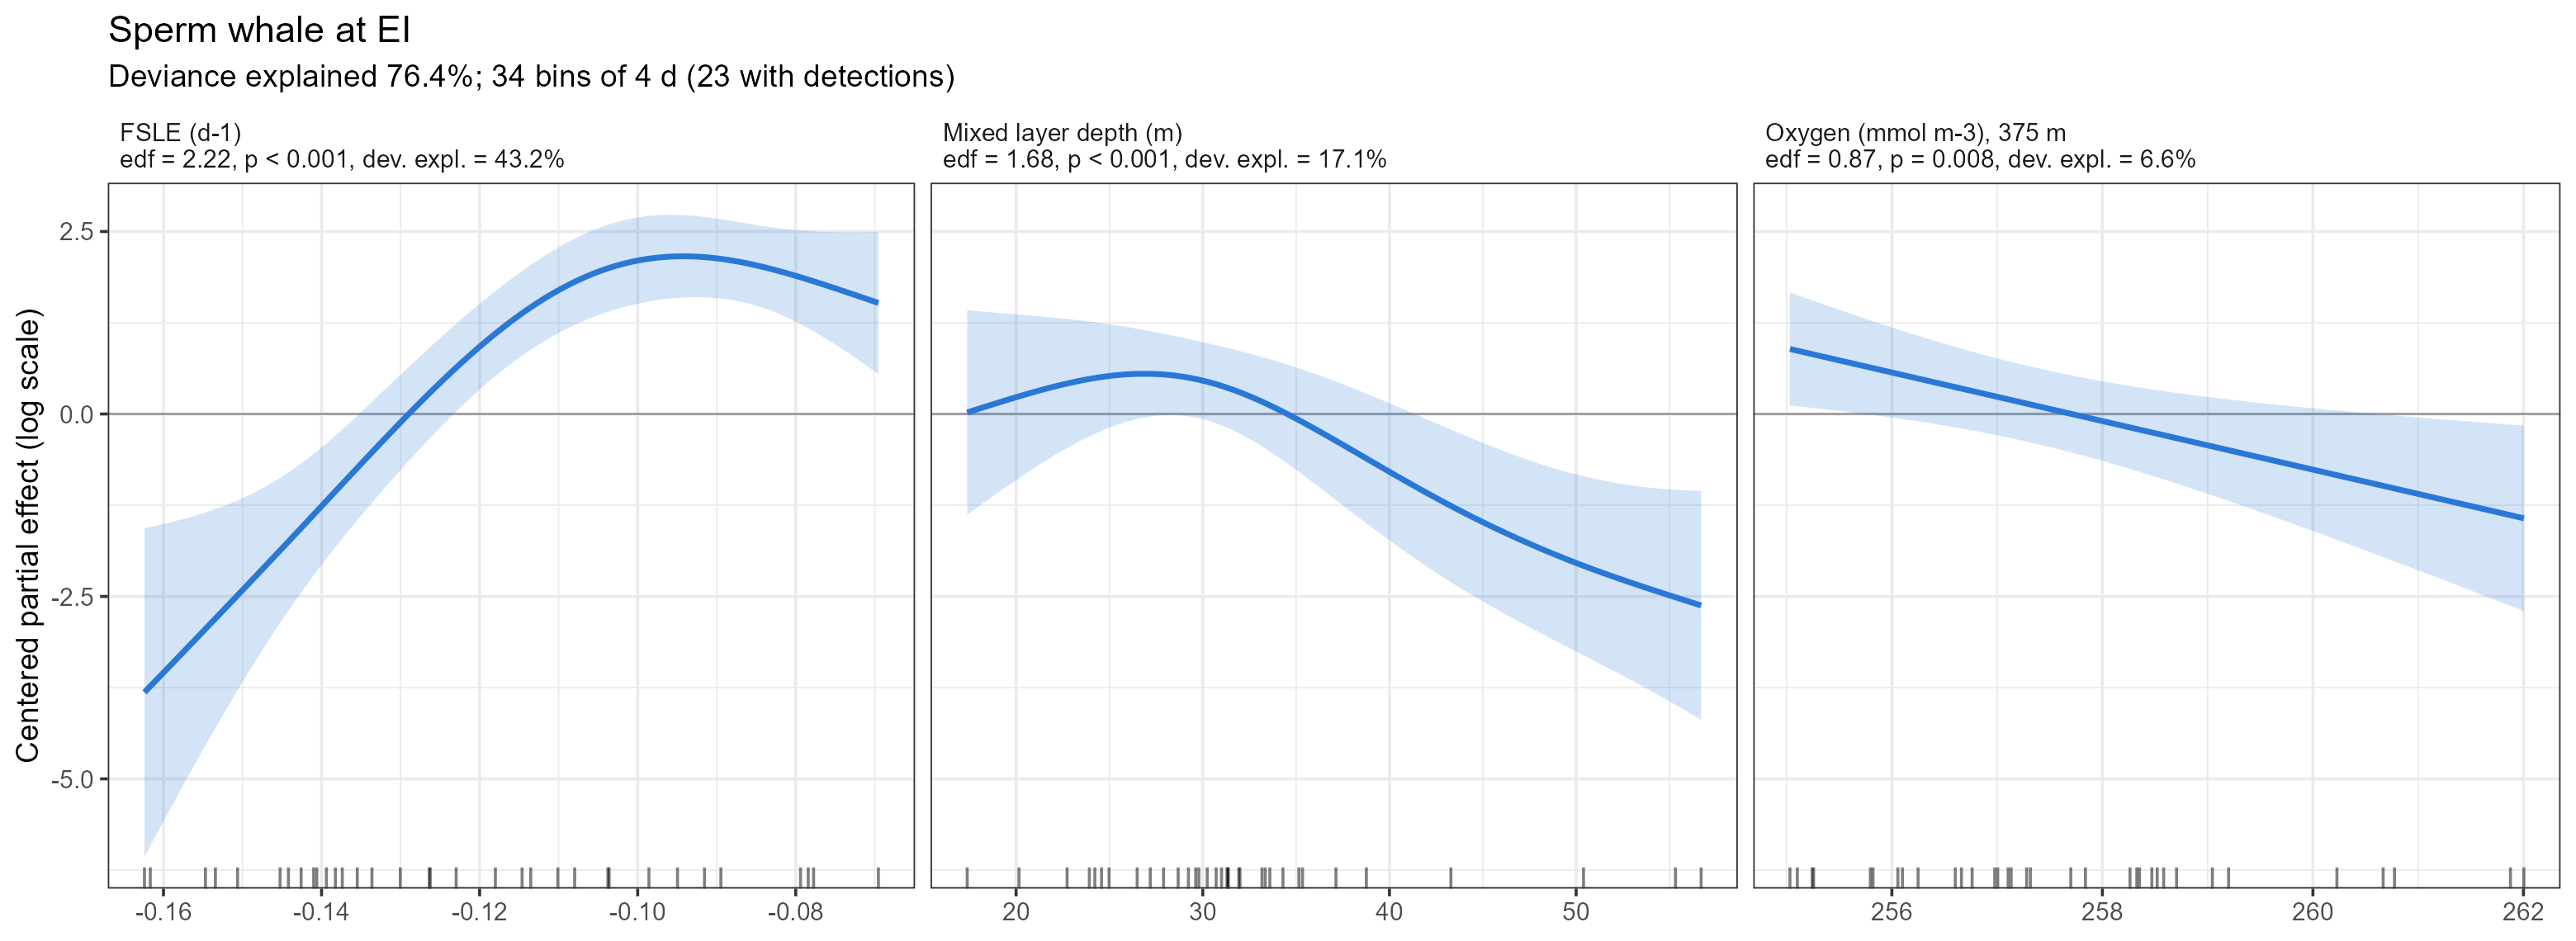 Sperm whale at EI
Deviance explained 76.4%; 34 bins of 4 d (23 with detections)
FSLE (d-1)
edf = 2.22, p < 0.001, dev. expl. = 43.2%
Mixed layer depth (m)
edf = 1.68, p < 0.001, dev. expl. = 17.1%
Oxygen (mmol m-3), 375 m
edf = 0.87, p = 0.008, dev. expl. = 6.6%
Centered partial effect (log scale)
2.5
0.0
-2.5
-5.0
-0.16 -0.14 -0.12 -0.10 -0.08
20 30 40 50
256 258 260 262